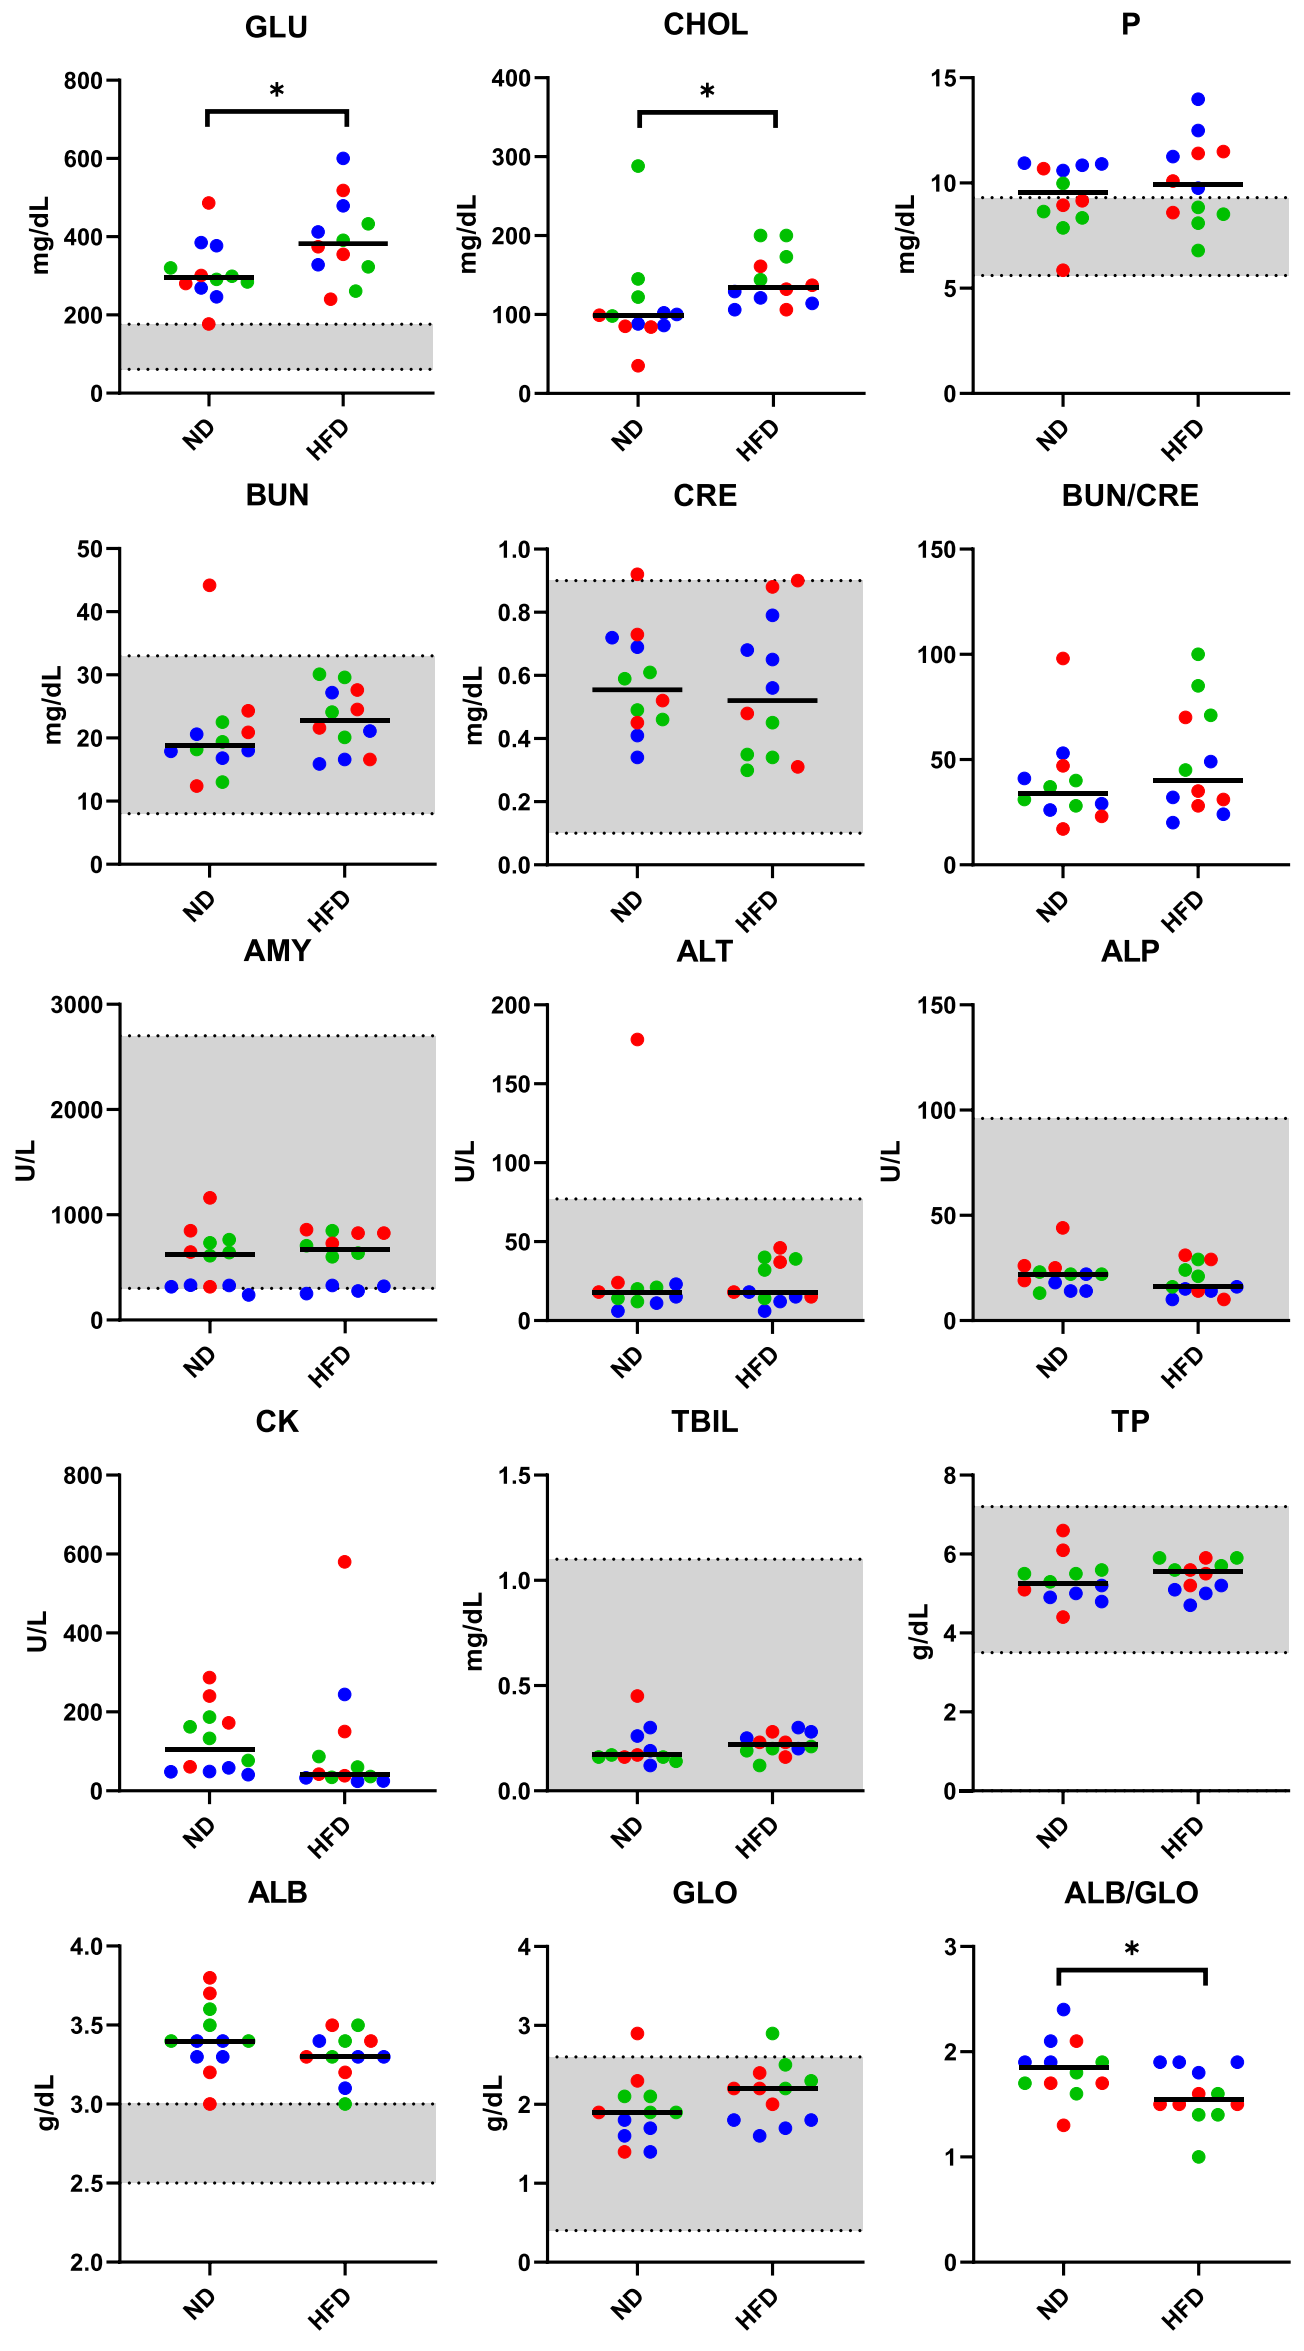 GLU
CHOL
P
800
600
400
200
0
mg/dL
*
ND
HFD
400
300
200
100
0
mg/dL
*
ND
HFD
15
10
5
0
mg/dL
ND
HFD
BUN
CRE
BUN/CRE
50
40
30
20
10
0
mg/dL
ND
HFD
1.0
0.8
0.6
0.4
0.2
0.0
mg/dL
ND
HFD
150
100
50
0
ND
HFD
AMY
ALT
ALP
3000
2000
1000
0
U/L
ND
HFD
200
150
100
50
0
U/L
ND
HFD
150
100
50
0
U/L
ND
HFD
CK
TBIL
TP
800
600
400
200
0
U/L
ND
HFD
1.5
1.0
0.5
0.0
mg/dL
ND
HFD
8
6
4
2
0
g/dL
ND
HFD
ALB
GLO
ALB/GLO
4.0
3.5
3.0
2.5
2.0
g/dL
ND
HFD
4
3
2
1
0
g/dL
ND
HFD
3
2
1
0
*
ND
HFD